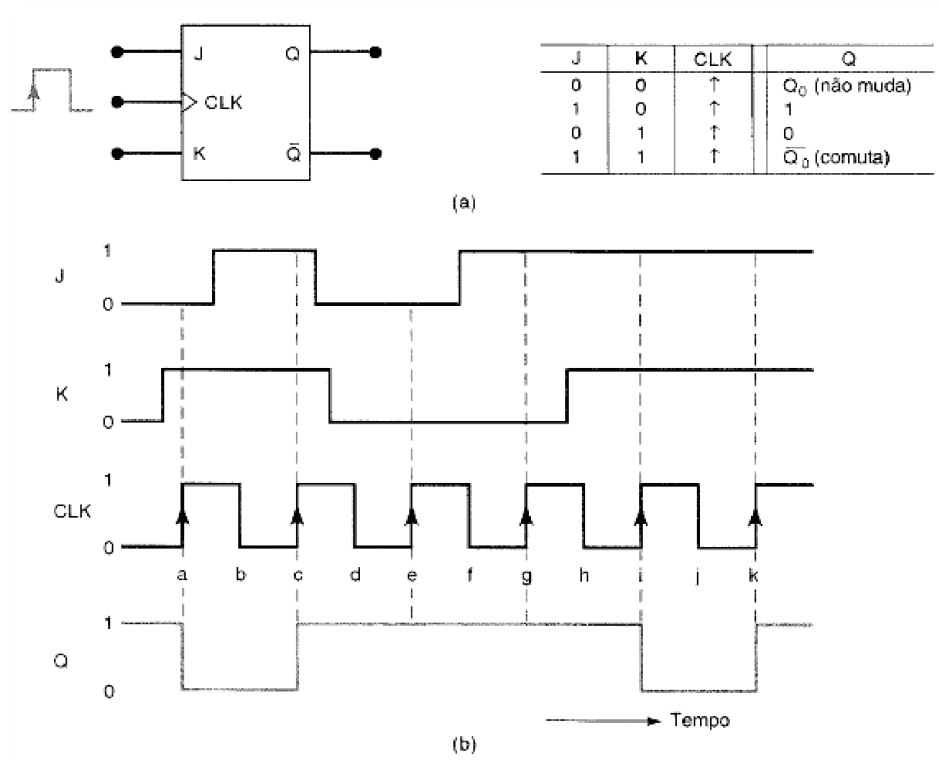 J Q
CLK
K Q̅
J K CLK Q
0 0 ↑ Q₀ (não muda)
1 0 ↑ 1
0 1 ↑ 0
1 1 ↑ Q̅₀ (comuta)
(a)
1
J
0
1
K
0
1
CLK
0
a b c d e f g h i j k
1
Q
0
Tempo
(b)